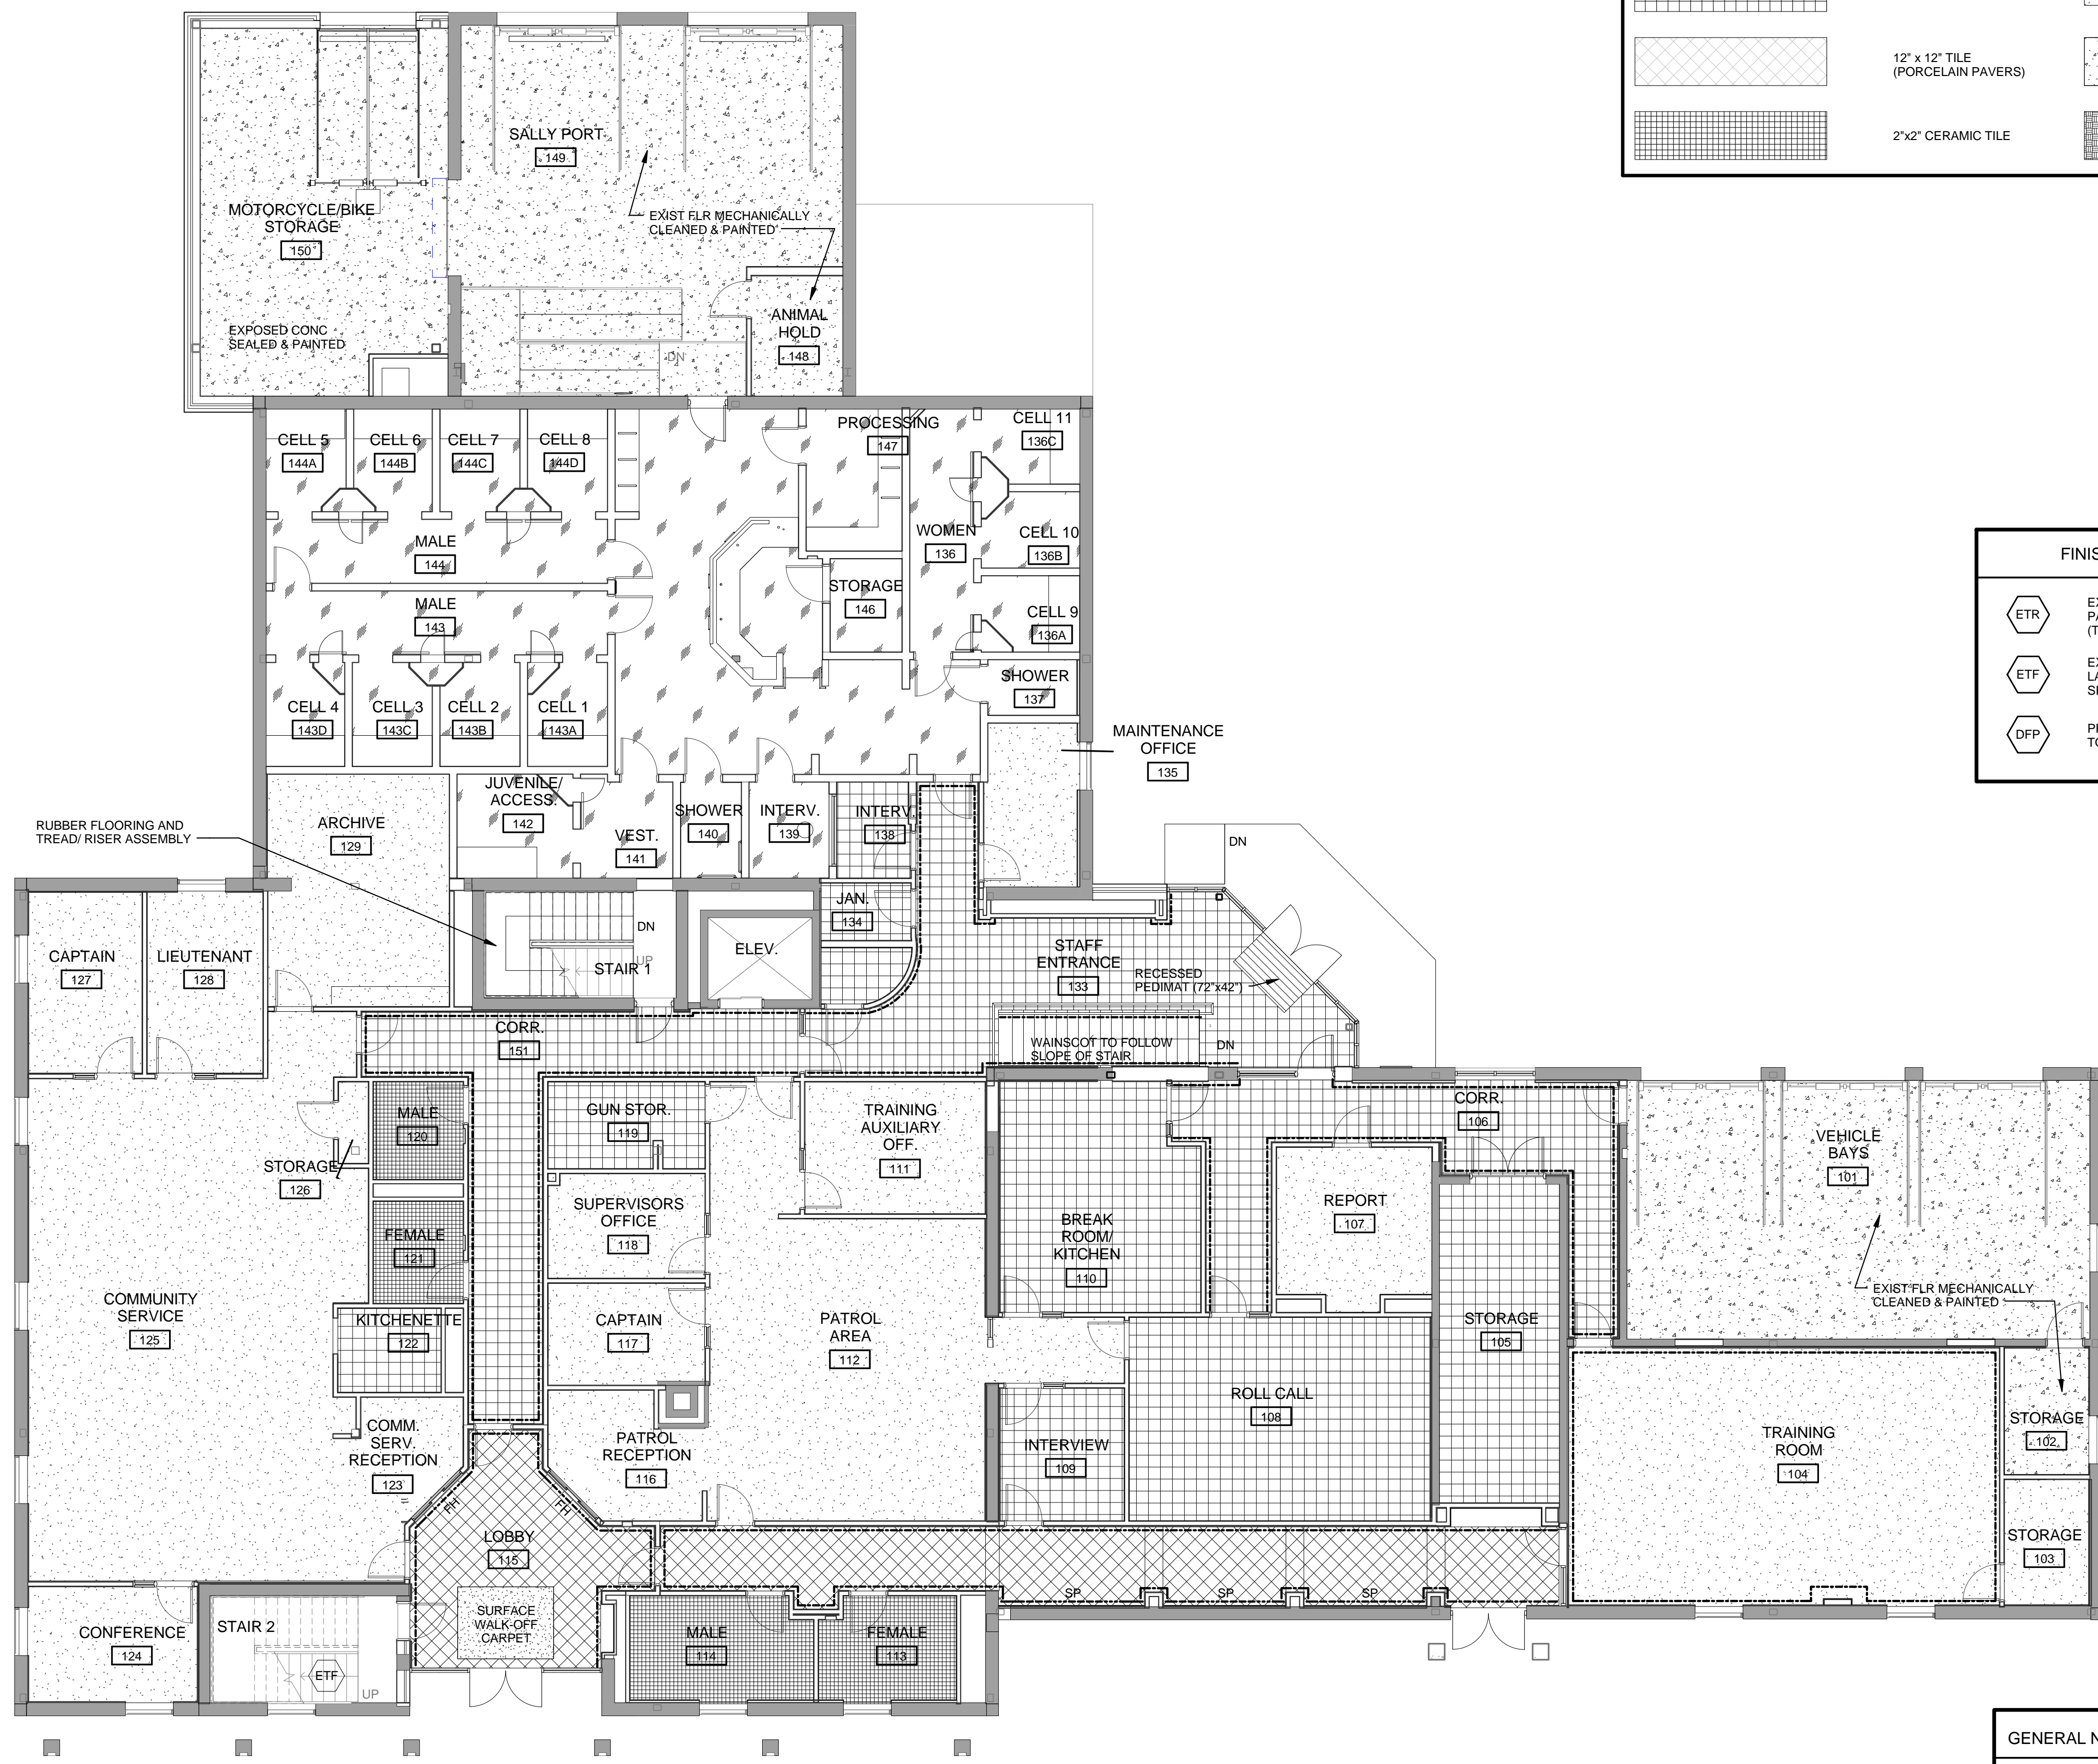 12" x 12" TILE
(PORCELAIN PAVERS)
2"x2" CERAMIC TILE
SALLY PORT
149
MOTORCYCLE/BIKE
STORAGE
150
EXIST FLR MECHANICALLY
CLEANED & PAINTED
EXPOSED CONC
SEALED & PAINTED
ANIMAL
HOLD
148
DN
CELL 5
144A
CELL 6
144B
CELL 7
144C
CELL 8
144D
PROCESSING
147
CELL 11
136C
MALE
144
WOMEN
136
CELL 10
136B
STORAGE
146
MALE
143
CELL 9
136A
SHOWER
137
CELL 4
143D
CELL 3
143C
CELL 2
143B
CELL 1
143A
MAINTENANCE
OFFICE
135
FINIS
ETR
ETF
DFP
RUBBER FLOORING AND
TREAD/ RISER ASSEMBLY
ARCHIVE
129
JUVENILE/
ACCESS.
142
VEST.
141
SHOWER
140
INTERV.
139
INTERV.
138
DN
JAN.
134
CAPTAIN
127
LIEUTENANT
128
DN
UP
STAIR 1
ELEV.
STAFF
ENTRANCE
133
RECESSED
PEDIMAT (72"x42")
CORR.
151
WAINSCOT TO FOLLOW
SLOPE OF STAIR
DN
MALE
120
GUN STOR.
119
TRAINING
AUXILIARY
OFF.
111
CORR.
106
VEHICLE
BAYS
101
STORAGE
126
FEMALE
121
SUPERVISORS
OFFICE
118
BREAK
ROOM/
KITCHEN
110
REPORT
107
EXIST FLR MECHANICALLY
CLEANED & PAINTED
COMMUNITY
SERVICE
125
KITCHENETTE
122
CAPTAIN
117
PATROL
AREA
112
STORAGE
105
ROLL CALL
108
COMM.
SERV.
RECEPTION
123
PATROL
RECEPTION
116
INTERVIEW
109
TRAINING
ROOM
104
STORAGE
102
FH
FH
LOBBY
115
STORAGE
103
SP
SP
SP
SURFACE
WALK-OFF
CARPET
CONFERENCE
124
STAIR 2
ETF
UP
MALE
114
FEMALE
113
GENERAL N